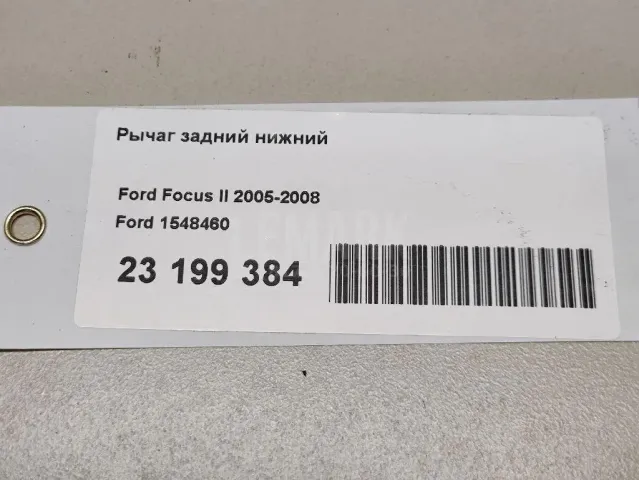 Рычаг задний нижний
Ford Focus II 2005-2008
Ford 1548460
23 199 384